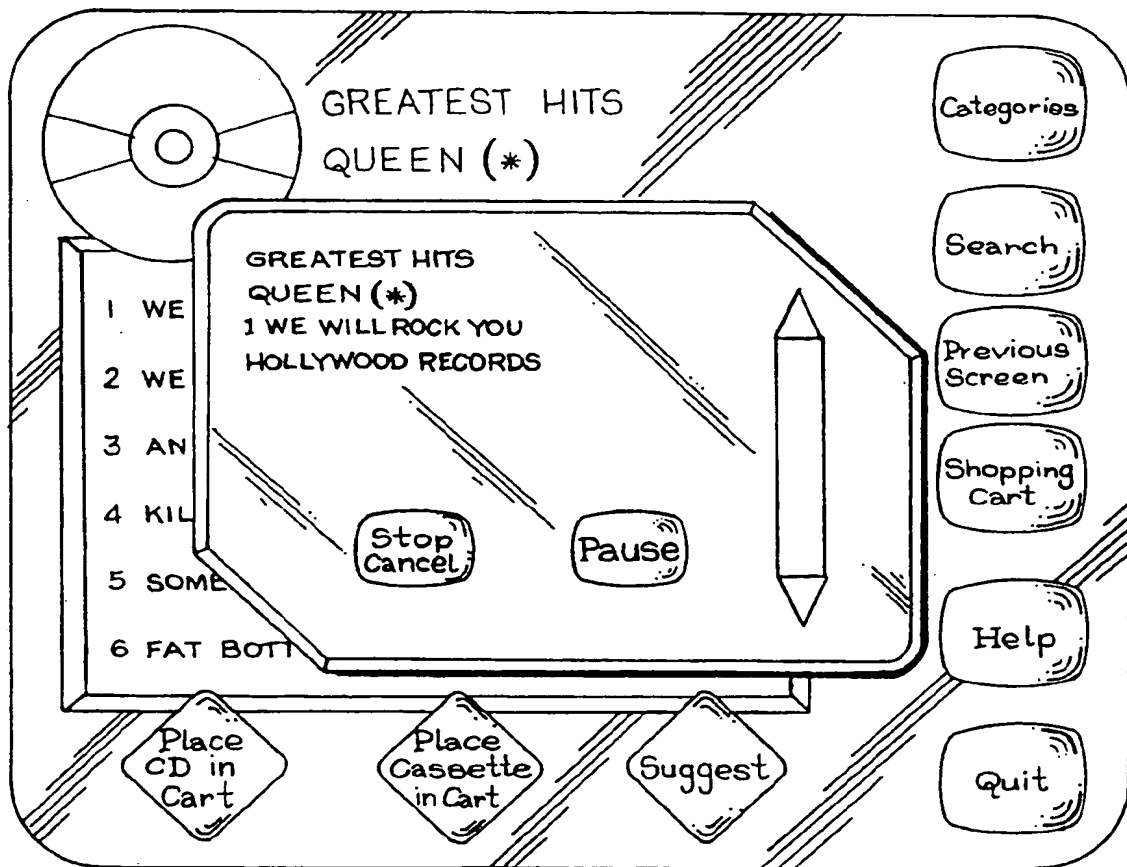 GREATEST HITS
QUEEN (*)
GREATEST HITS
QUEEN (*)
1 WE WILL ROCK YOU
HOLLYWOOD RECORDS
1 WE
2 WE
3 AN
4 KIL
5 SOME
6 FAT BOTT
Stop
Cancel
Pause
Categories
Search
Previous
Screen
Shopping
Cart
Help
Quit
Place
CD in
Cart
Place
Cassette
in Cart
Suggest